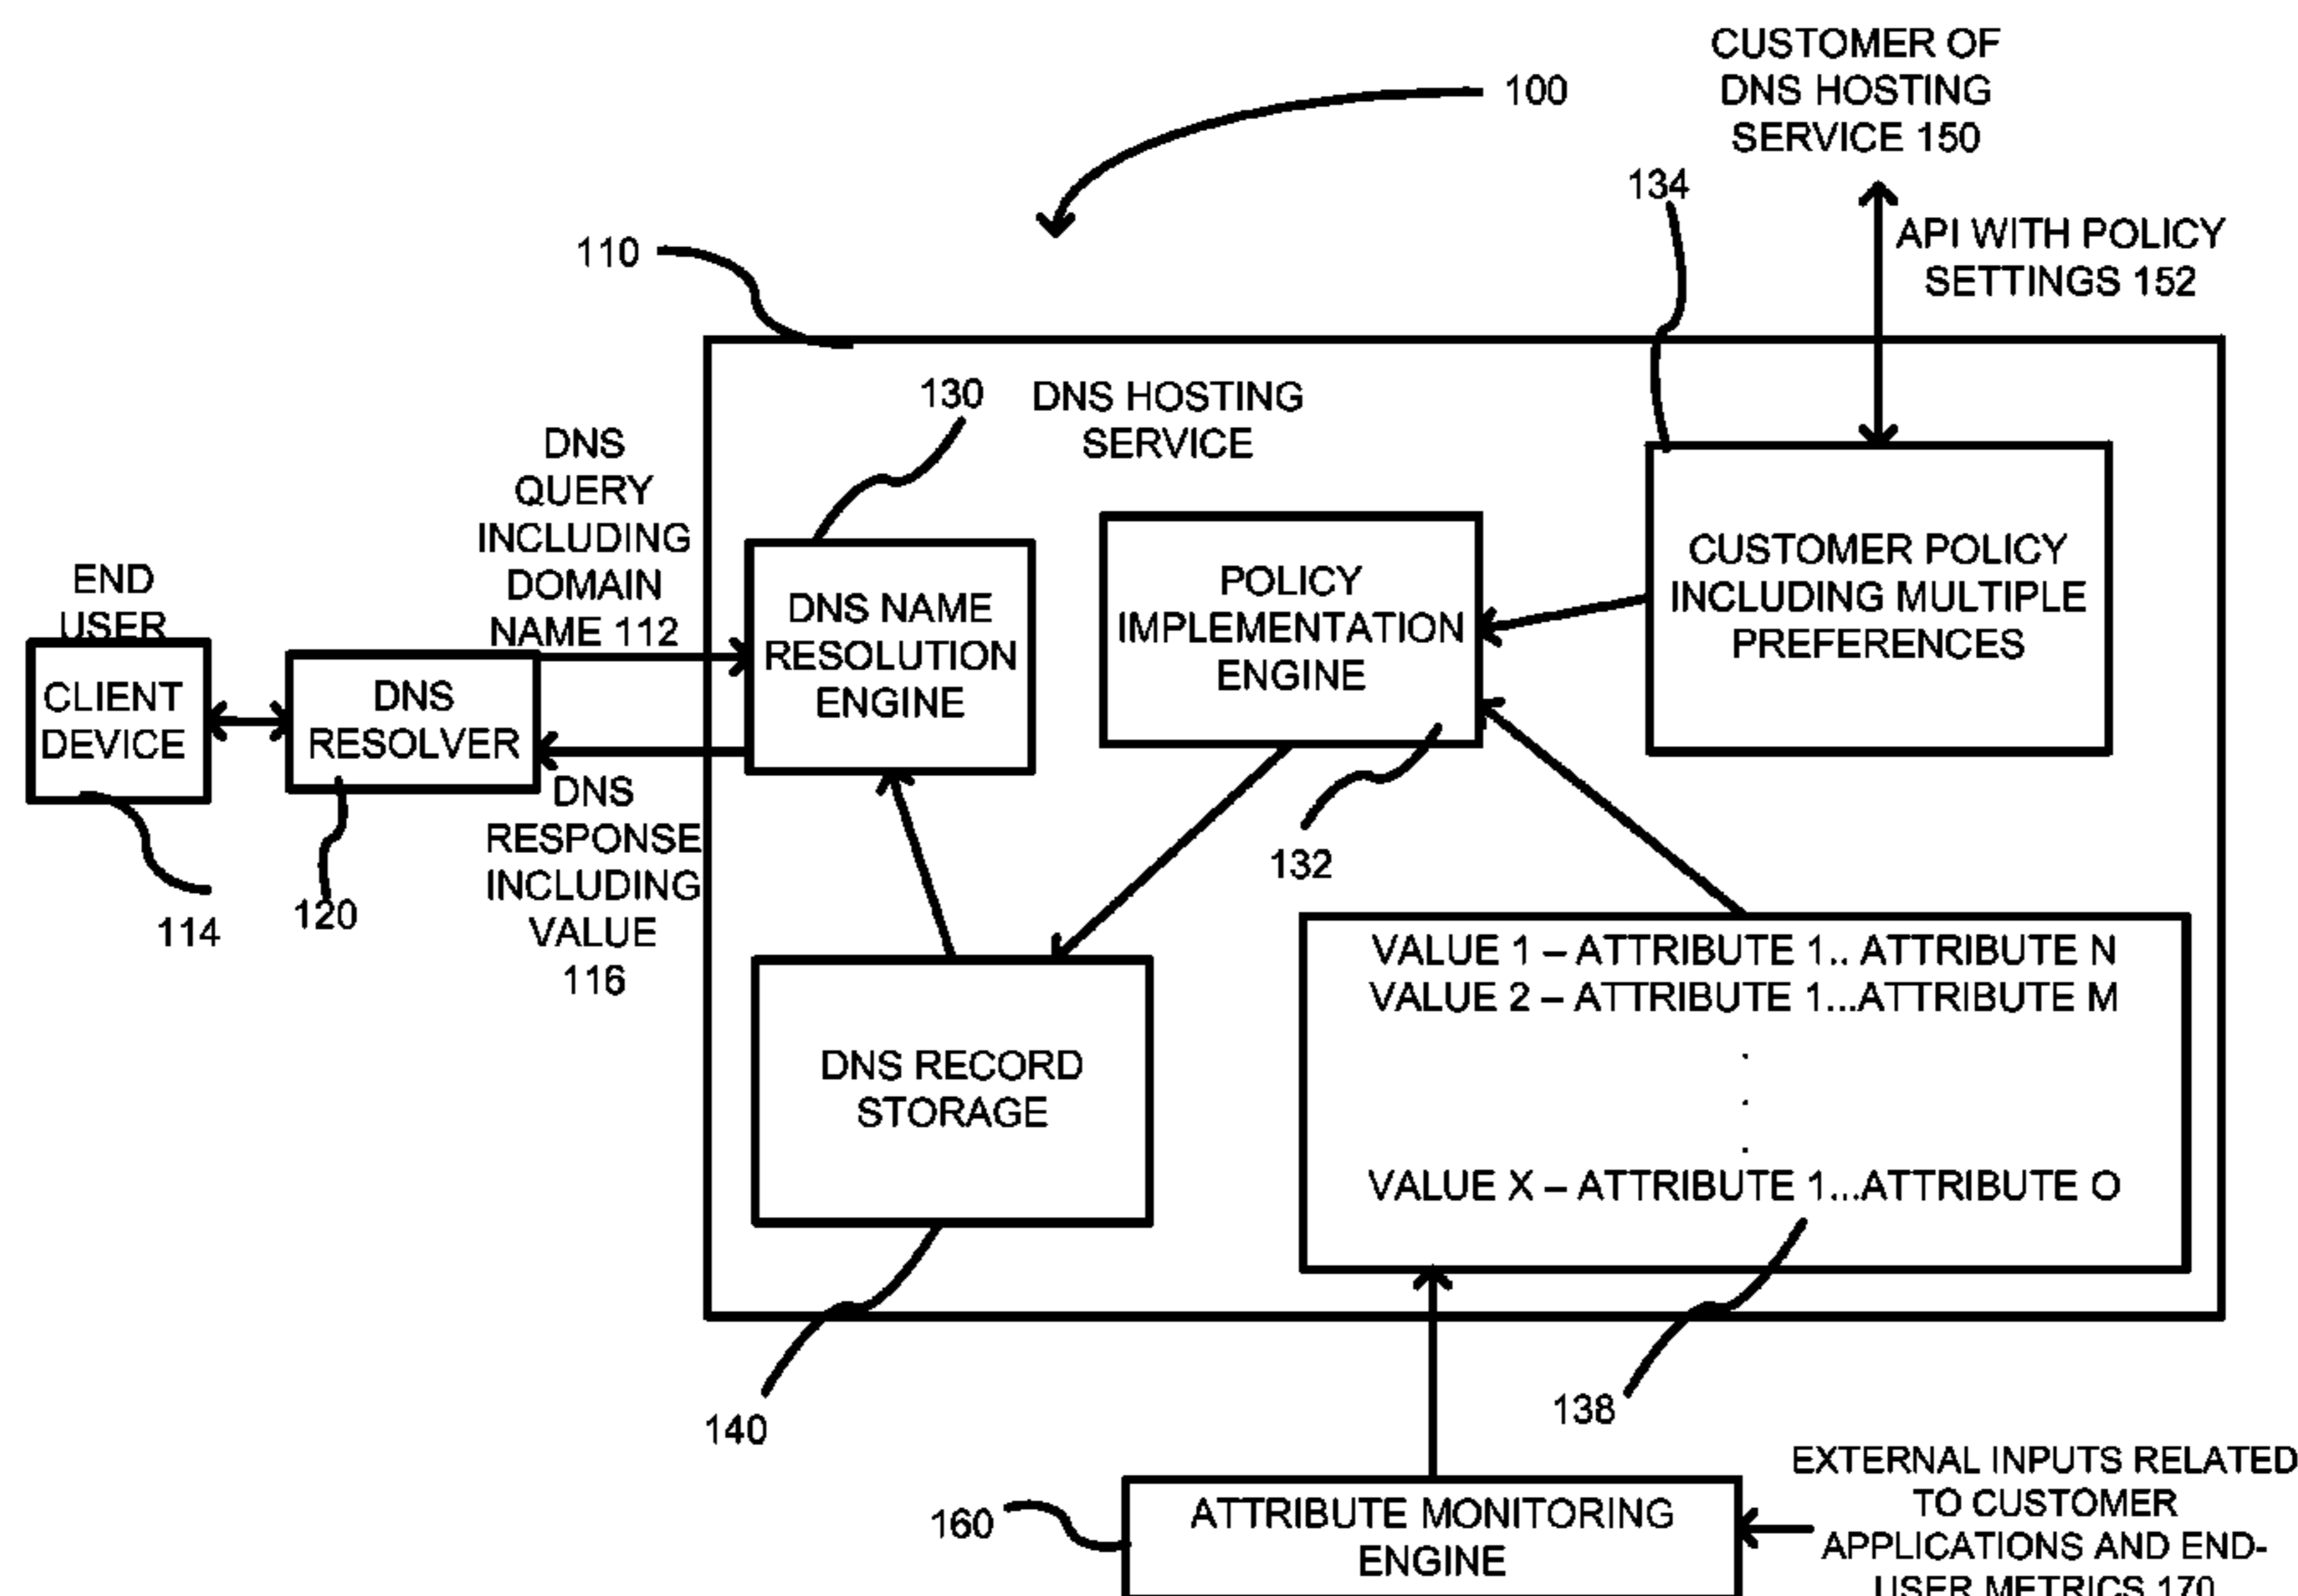 CUSTOMER OF
DNS HOSTING
SERVICE 150
100
134
API WITH POLICY
SETTINGS 152
110
130
DNS HOSTING
SERVICE
DNS
QUERY
INCLUDING
DOMAIN
NAME 112
END
USER
CLIENT
DEVICE
DNS
RESOLVER
DNS NAME
RESOLUTION
ENGINE
POLICY
IMPLEMENTATION
ENGINE
CUSTOMER POLICY
INCLUDING MULTIPLE
PREFERENCES
DNS
RESPONSE
INCLUDING
VALUE
116
114
120
132
DNS RECORD
STORAGE
VALUE 1 – ATTRIBUTE 1.. ATTRIBUTE N
VALUE 2 – ATTRIBUTE 1...ATTRIBUTE M
.
.
.
VALUE X – ATTRIBUTE 1...ATTRIBUTE O
140
138
160
ATTRIBUTE MONITORING
ENGINE
EXTERNAL INPUTS RELATED
TO CUSTOMER
APPLICATIONS AND END-
USER METRICS 170